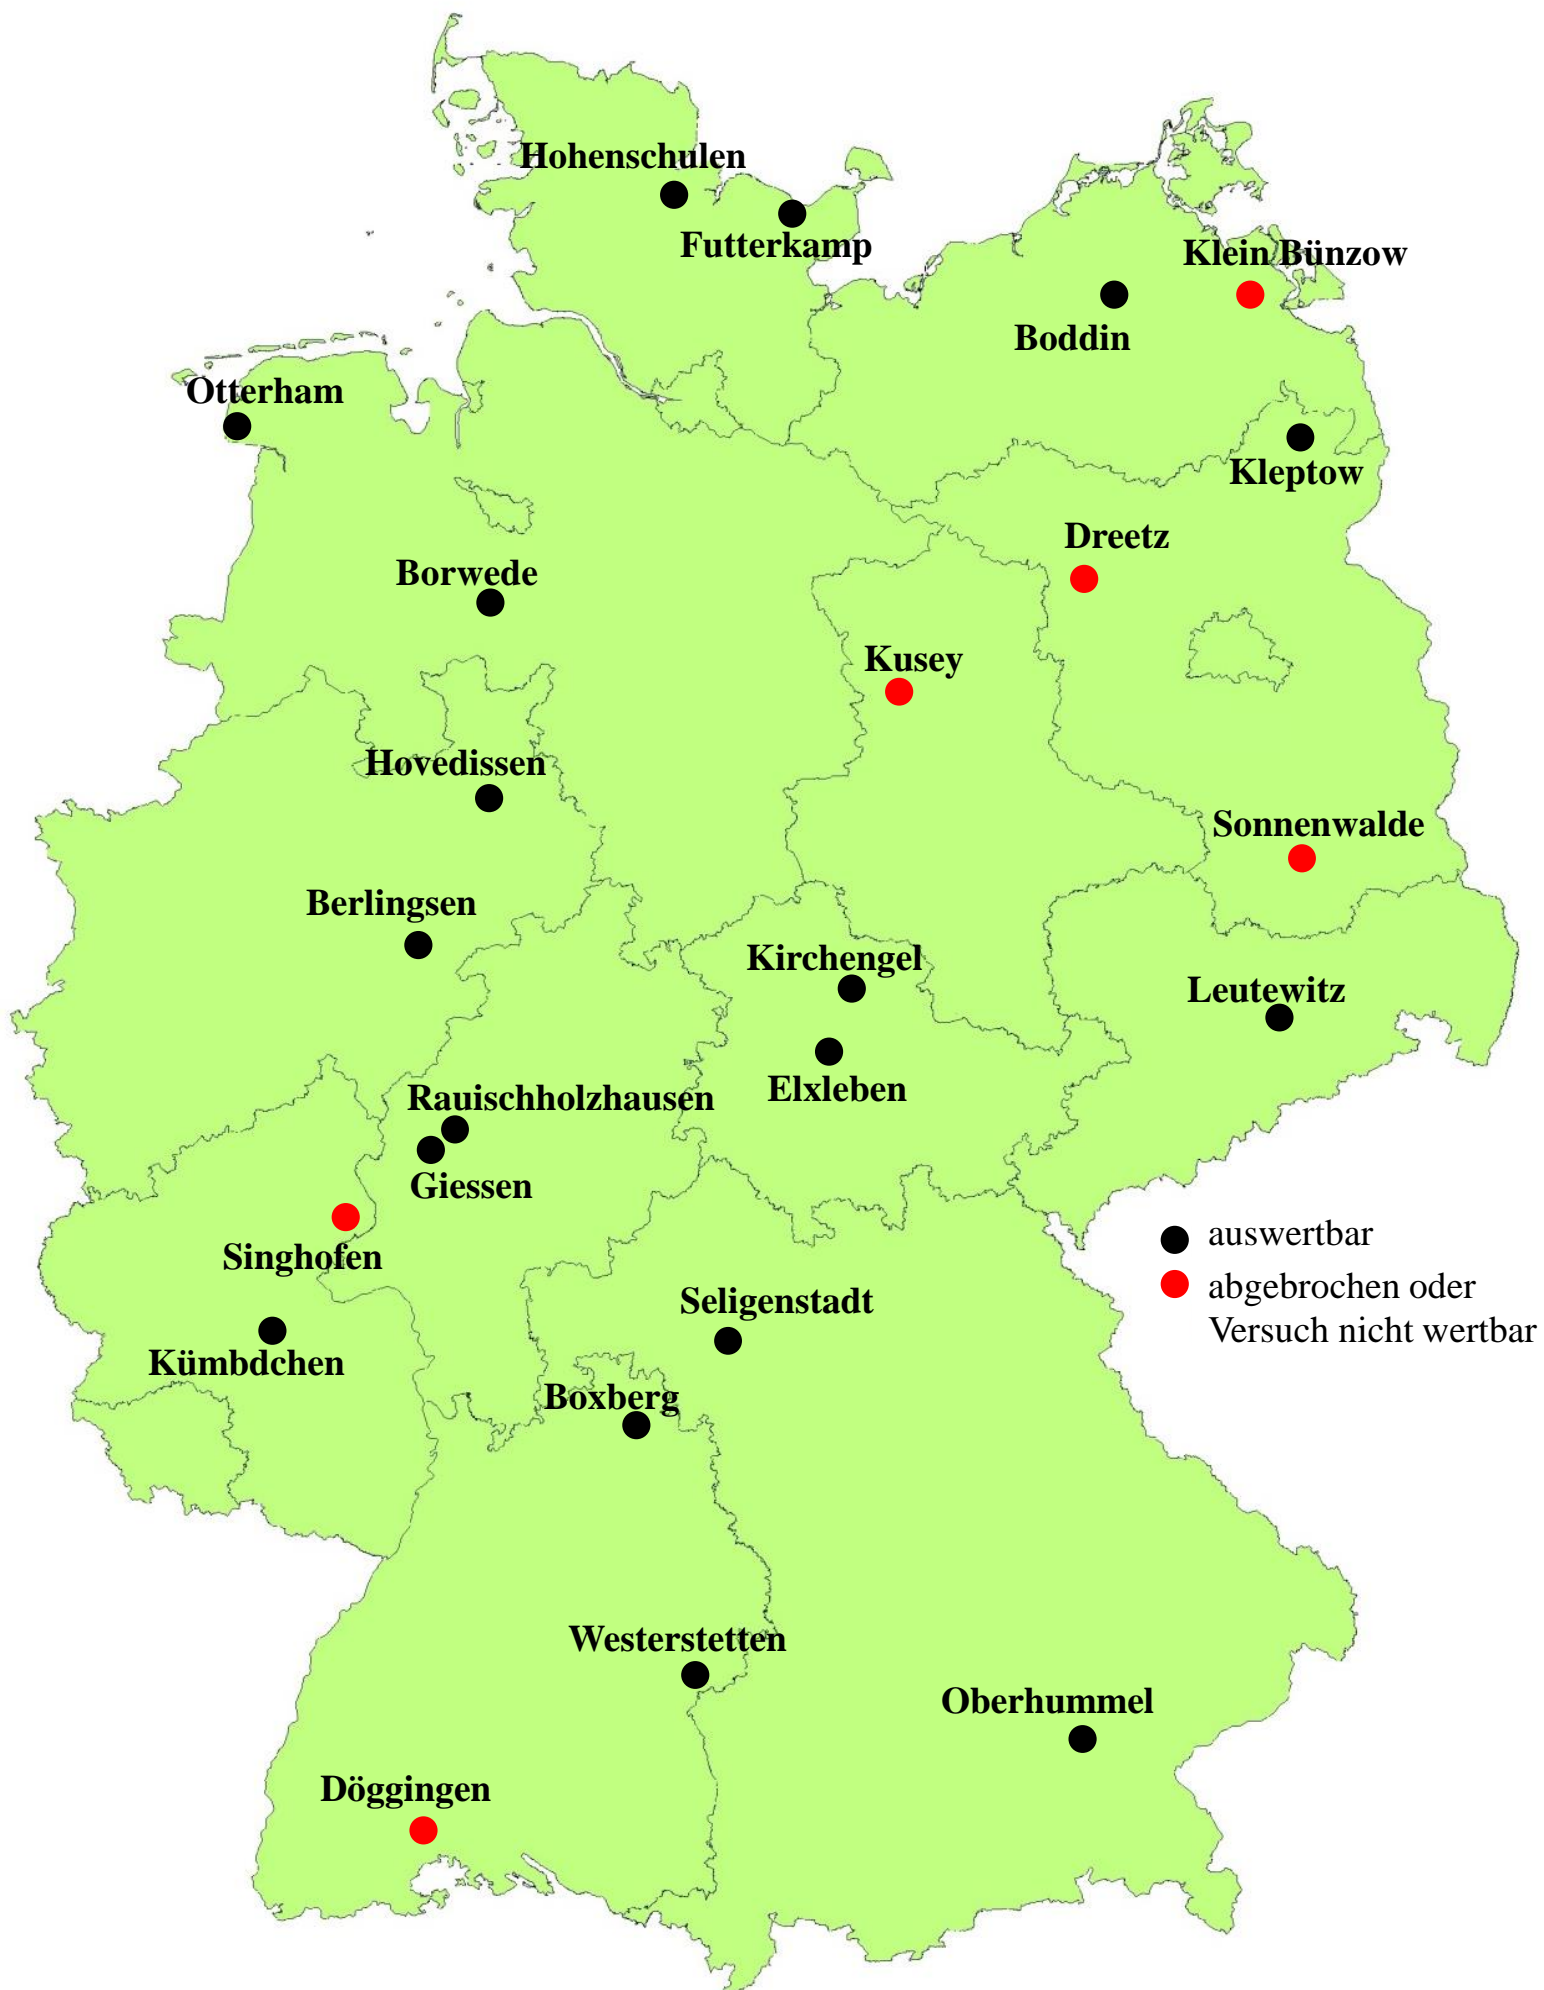 Hohenschulen
Futterkamp
Klein Bünzow
Boddin
Otterham
Kleptow
Dreetz
Borwede
Kusey
Hovedissen
Sonnenwalde
Berlingsen
Kirchengel
Leutewitz
Elxleben
Rauischholzhausen
Giessen
Singhofen
auswertbar
abgebrochen oder
Versuch nicht wertbar
Seligenstadt
Kümbdchen
Boxberg
Westerstetten
Oberhummel
Döggingen